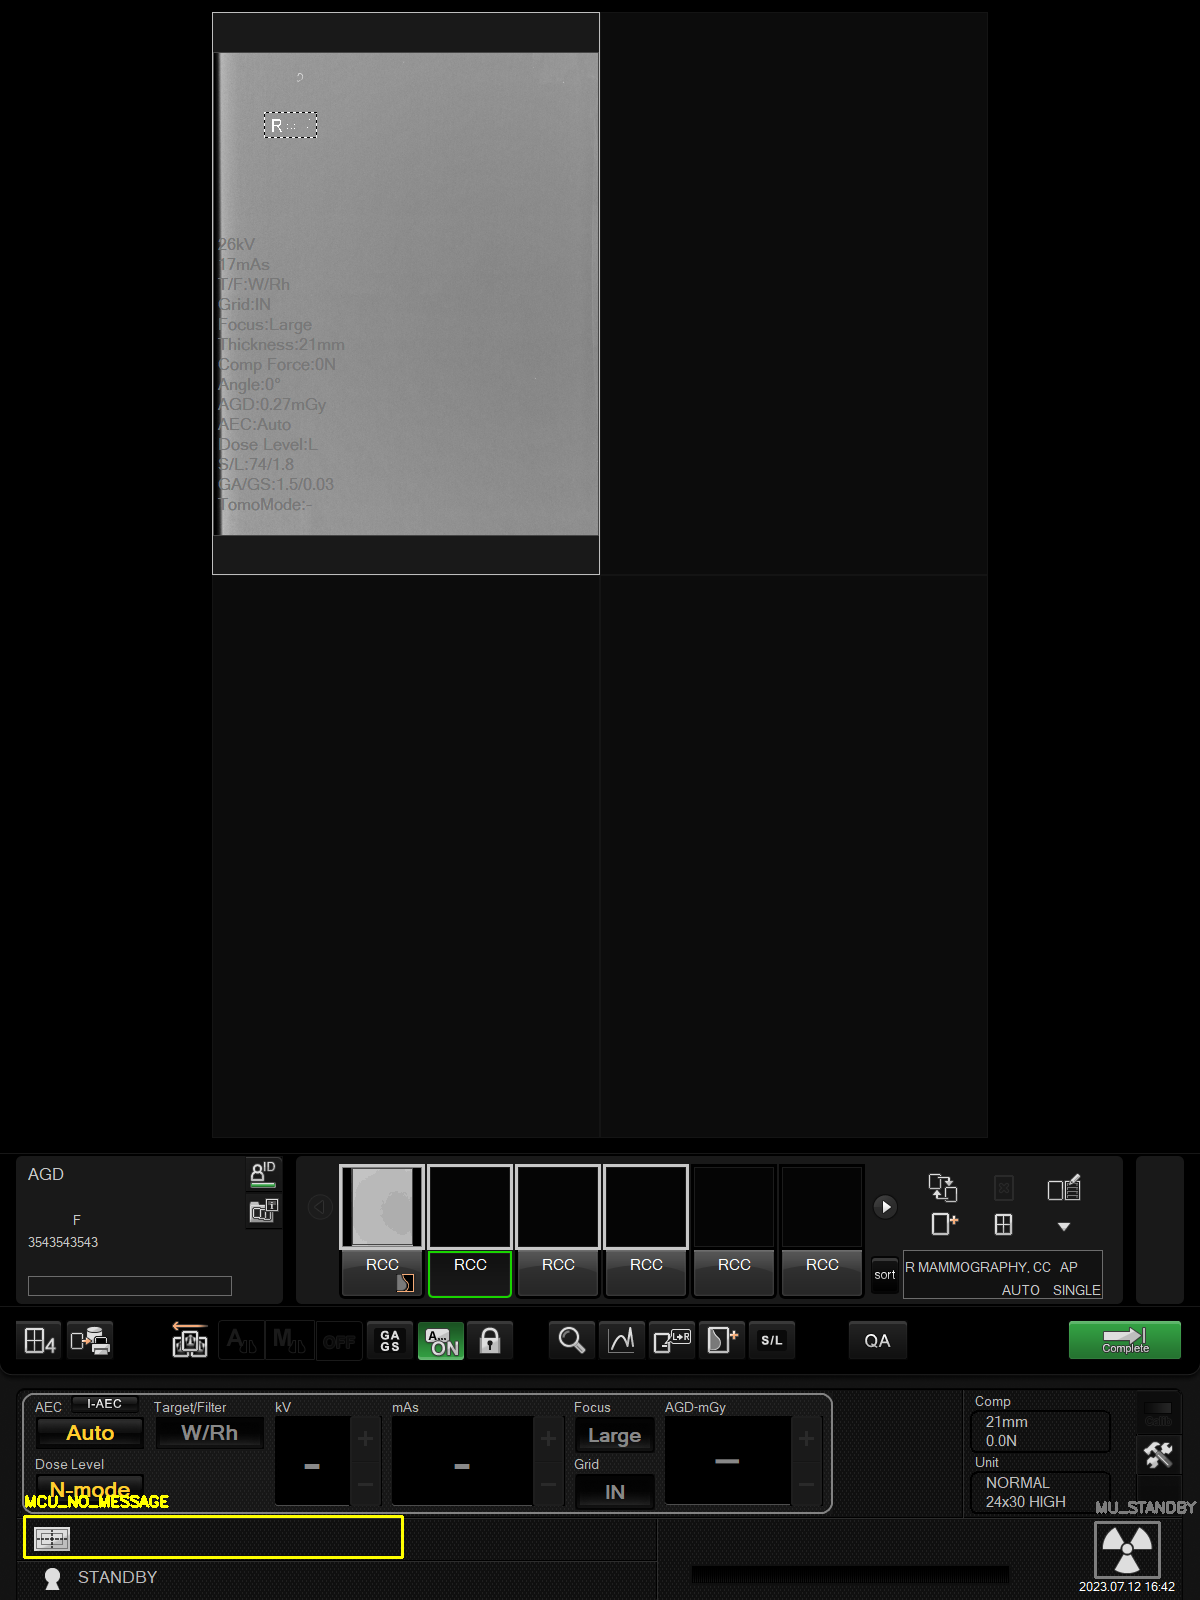 R
26kV
17mAs
T/F:W/Rh
Grid:IN
Focus:Large
Thickness:21mm
Comp Force:0N
Angle:0°
AGD:0.27mGy
AEC:Auto
Dose Level:L
S/L:74/1.8
GA/GS:1.5/0.03
TomoMode:-
AGD
ID
F
3543543543
RCC
RCC
RCC
RCC
RCC
RCC
sort
R MAMMOGRAPHY, CC AP
AUTO SINGLE
4
A
M
OFF
GA
GS
A...
ON
L→R
S/L
QA
Complete
AEC
I-AEC
Auto
Dose Level
N-mode
Target/Filter
W/Rh
kV
-
mAs
-
Focus
Large
Grid
IN
AGD-mGy
-
Comp
21mm
0.0N
Unit
NORMAL
24x30 HIGH
MCU_NO_MESSAGE
MU_STANDBY
STANDBY
2023.07.12 16:42